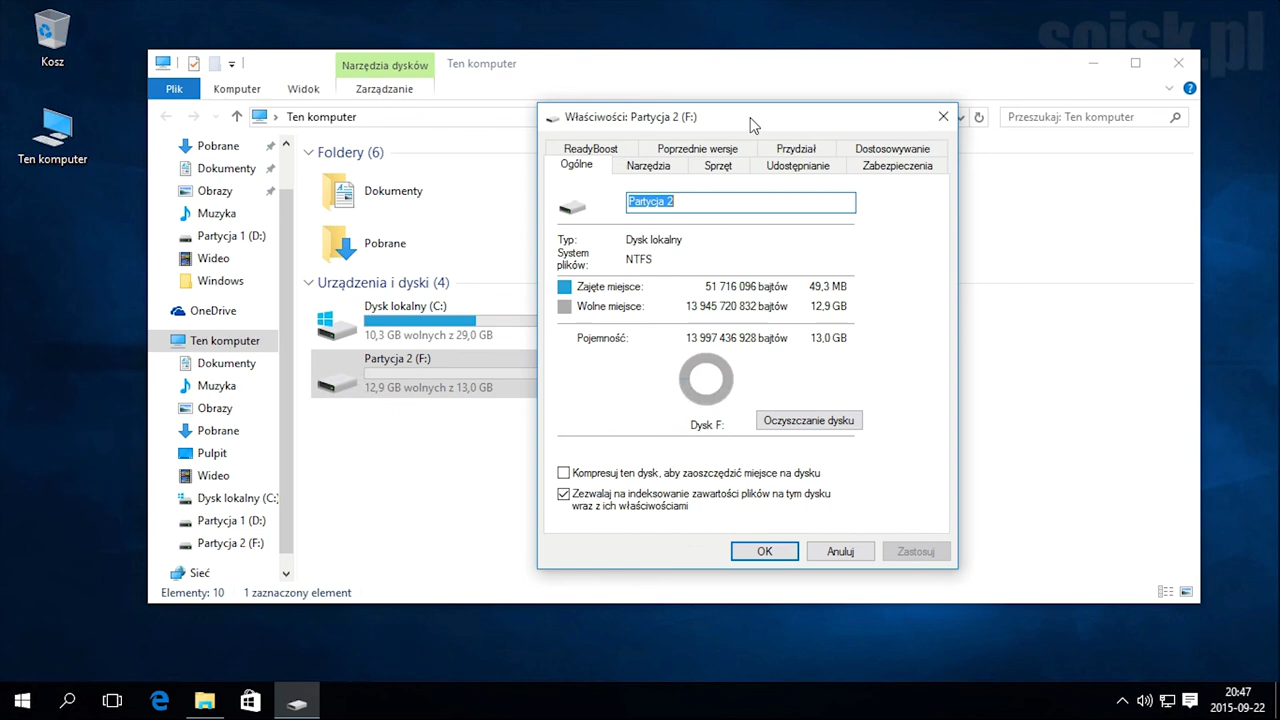 soisk.pl
Kosz
Ten komputer
Narzędzia dysków
Ten komputer
Plik
Komputer
Widok
Zarządzanie
Ten komputer
Przeszukaj: Ten komputer
Pobrane
Dokumenty
Obrazy
Muzyka
Partycja 1 (D:)
Wideo
Windows
OneDrive
Ten komputer
Dokumenty
Muzyka
Obrazy
Pobrane
Pulpit
Wideo
Dysk lokalny (C:)
Partycja 1 (D:)
Partycja 2 (F:)
Sieć
Foldery (6)
Dokumenty
Pobrane
Urządzenia i dyski (4)
Dysk lokalny (C:)
10,3 GB wolnych z 29,0 GB
Partycja 2 (F:)
12,9 GB wolnych z 13,0 GB
Właściwości: Partycja 2 (F:)
ReadyBoost
Poprzednie wersje
Przydział
Dostosowywanie
Ogólne
Narzędzia
Sprzęt
Udostępnianie
Zabezpieczenia
Partycja 2
Typ: Dysk lokalny
System
plików: NTFS
Zajęte miejsce: 51 716 096 bajtów 49,3 MB
Wolne miejsce: 13 945 720 832 bajtów 12,9 GB
Pojemność: 13 997 436 928 bajtów 13,0 GB
Dysk F:
Oczyszczanie dysku
Kompresuj ten dysk, aby zaoszczędzić miejsce na dysku
Zezwalaj na indeksowanie zawartości plików na tym dysku
wraz z ich właściwościami
OK
Anuluj
Zastosuj
Elementy: 10
1 zaznaczony element
20:47
2015-09-22